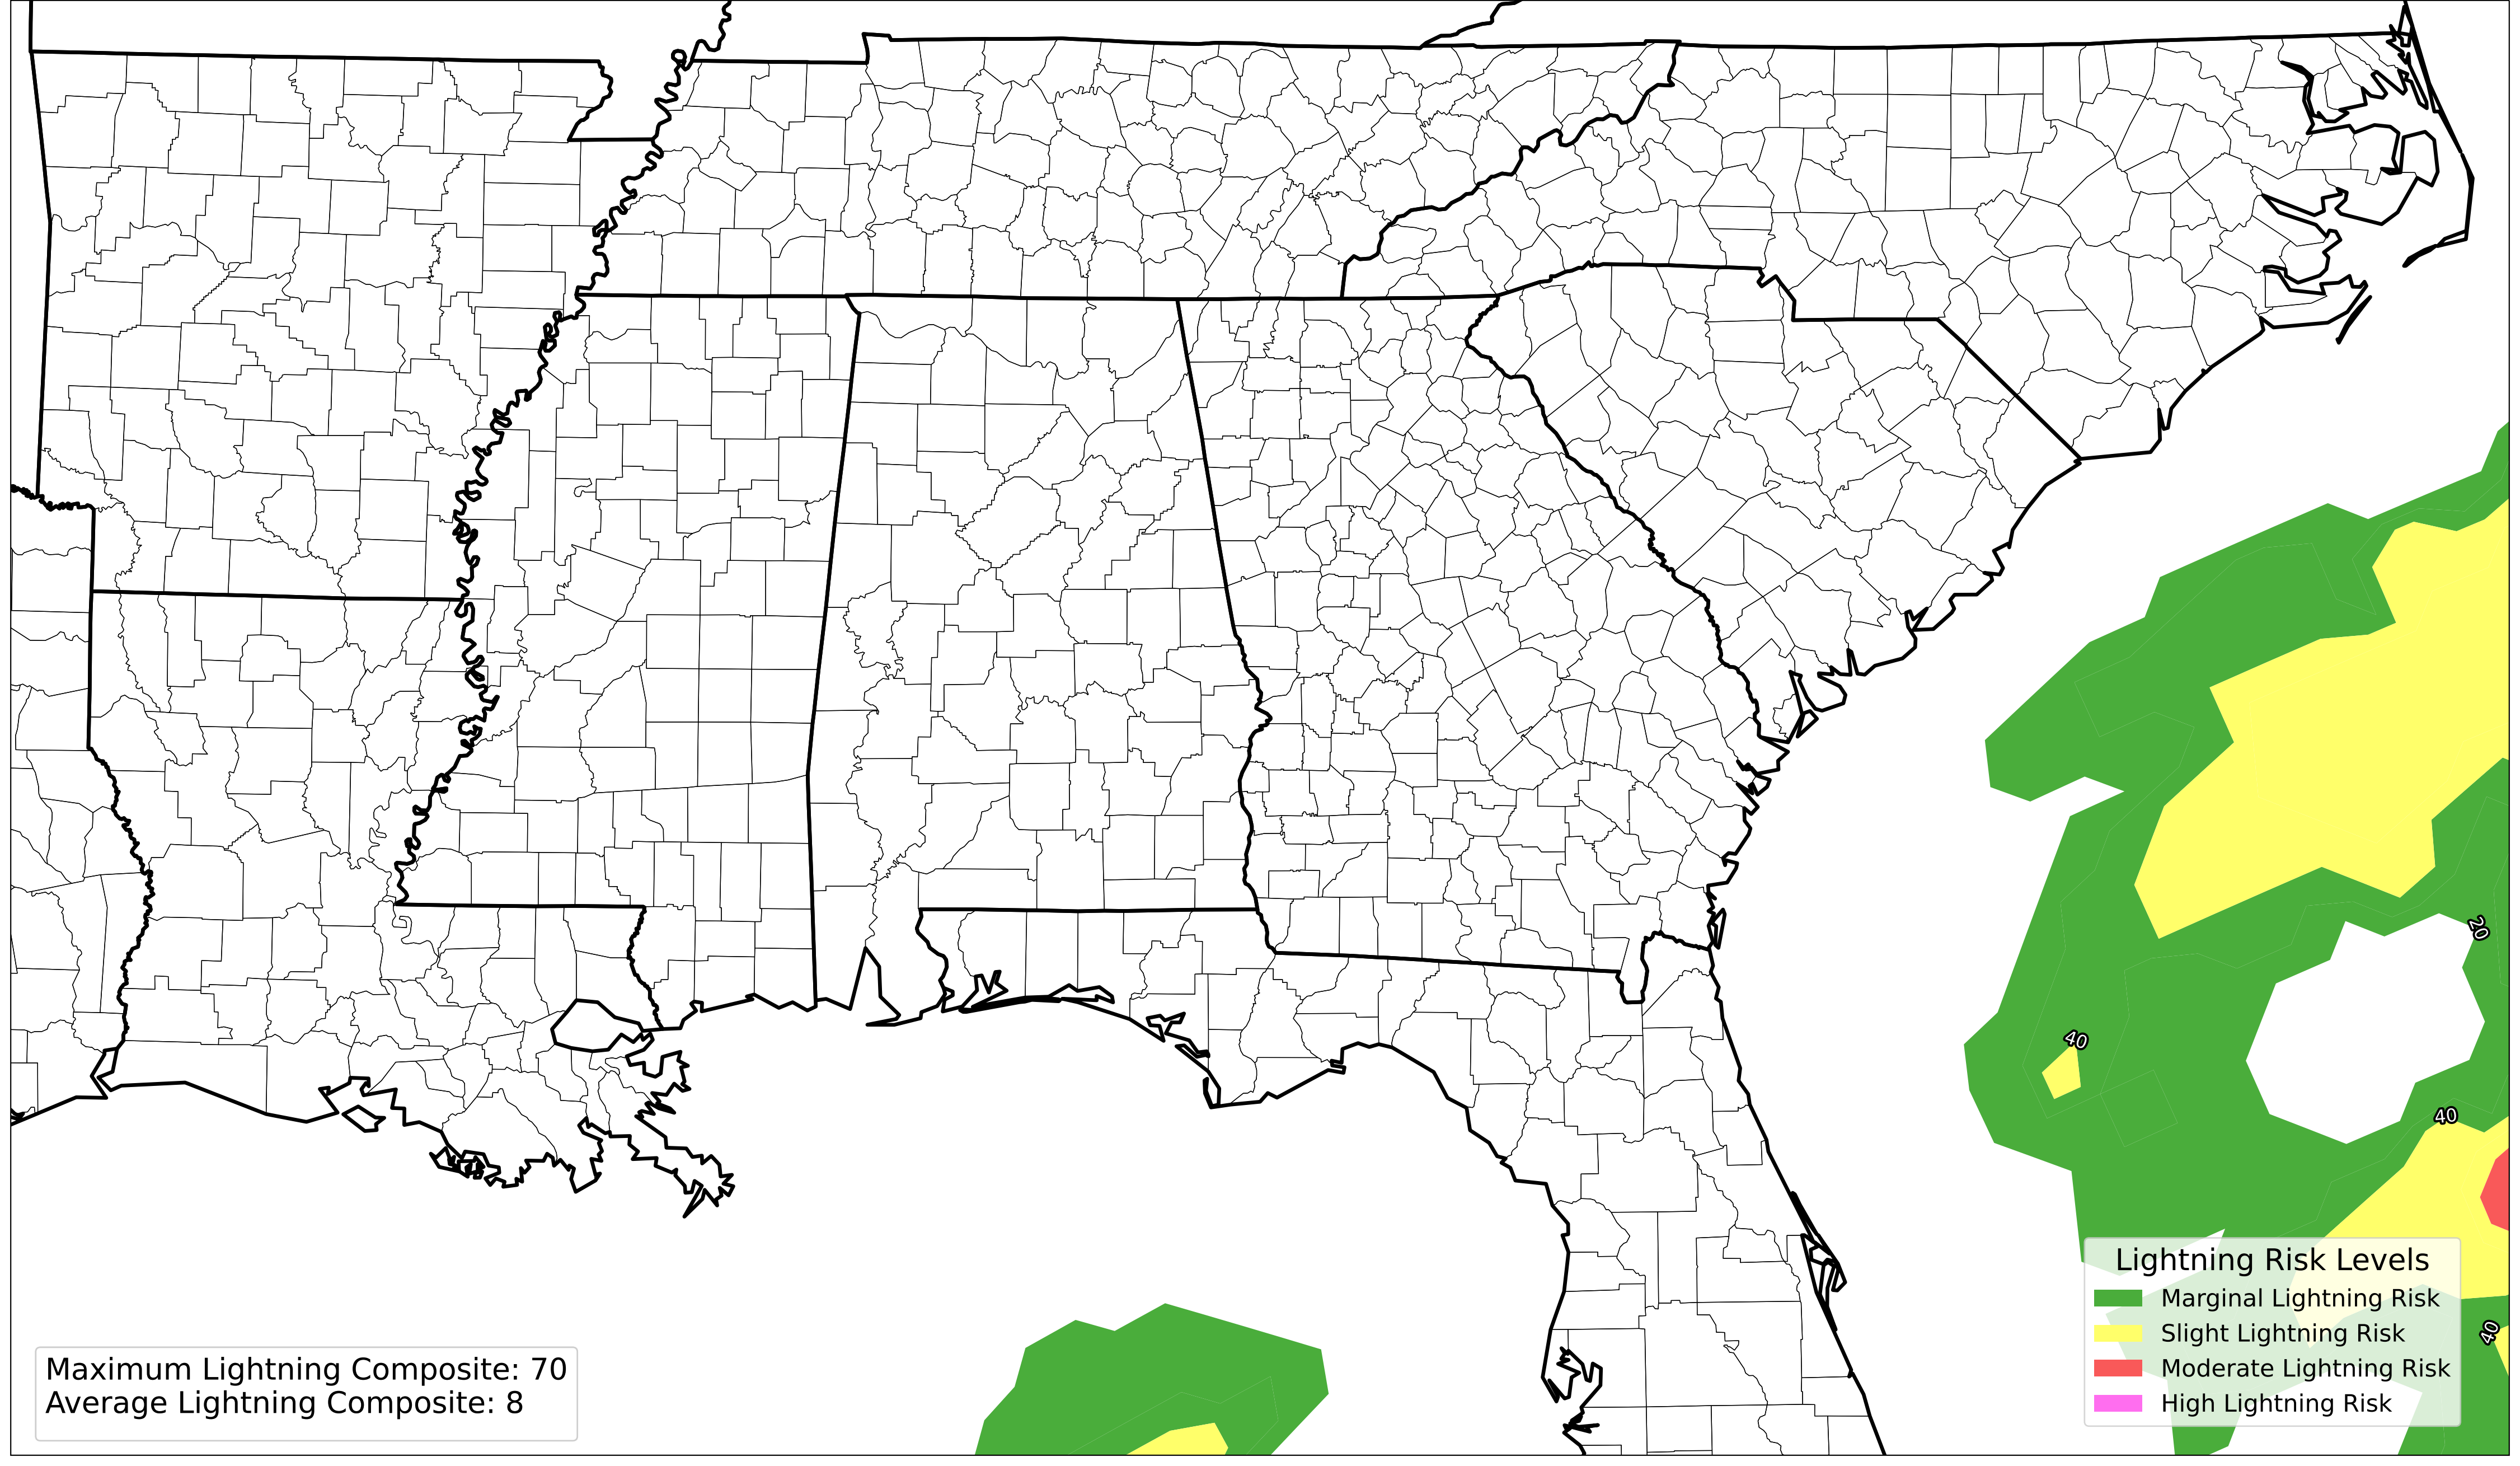 20
40
40
Lightning Risk Levels
Marginal Lightning Risk
Slight Lightning Risk
Moderate Lightning Risk
High Lightning Risk
40
Maximum Lightning Composite: 70
Average Lightning Composite: 8